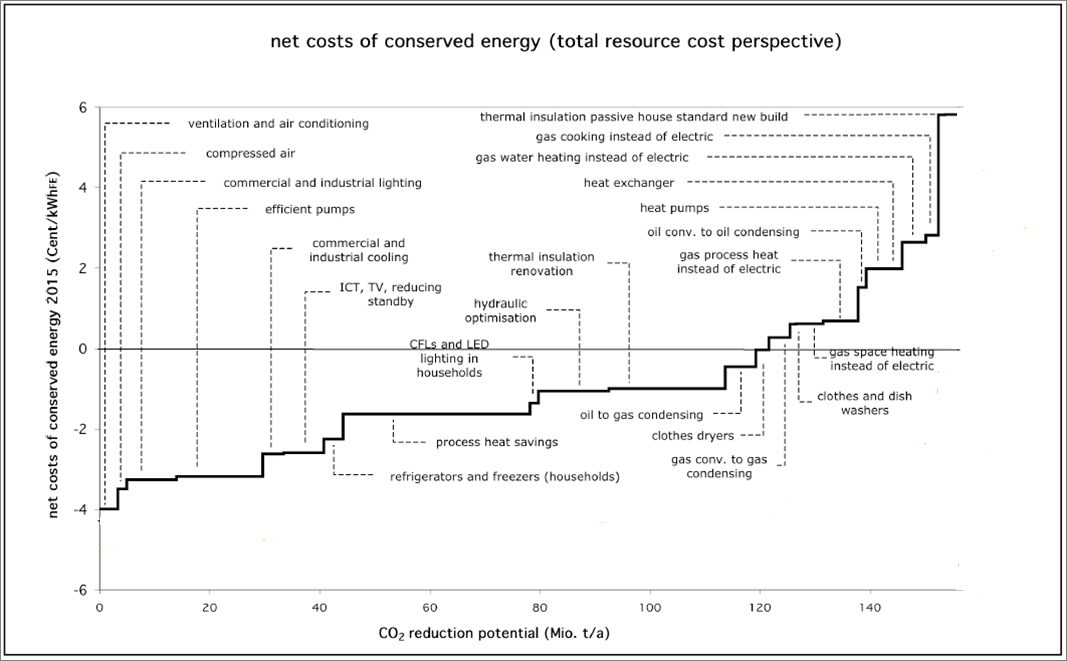 net costs of conserved energy (total resource cost perspective)
net costs of conserved energy 2015 (Cent/kWhFE)
6
4
2
0
-2
-4
-6
ventilation and air conditioning
compressed air
commercial and industrial lighting
efficient pumps
commercial and
industrial cooling
ICT, TV, reducing
standby
thermal insulation
renovation
hydraulic
optimisation
CFLs and LED
lighting in
households
process heat savings
refrigerators and freezers (households)
thermal insulation passive house standard new build
gas cooking instead of electric
gas water heating instead of electric
heat exchanger
heat pumps
oil conv. to oil condensing
gas process heat
instead of electric
gas space heating
instead of electric
clothes and dish
washers
oil to gas condensing
clothes dryers
gas conv. to gas
condensing
0
20
40
60
80
100
120
140
CO2 reduction potential (Mio. t/a)